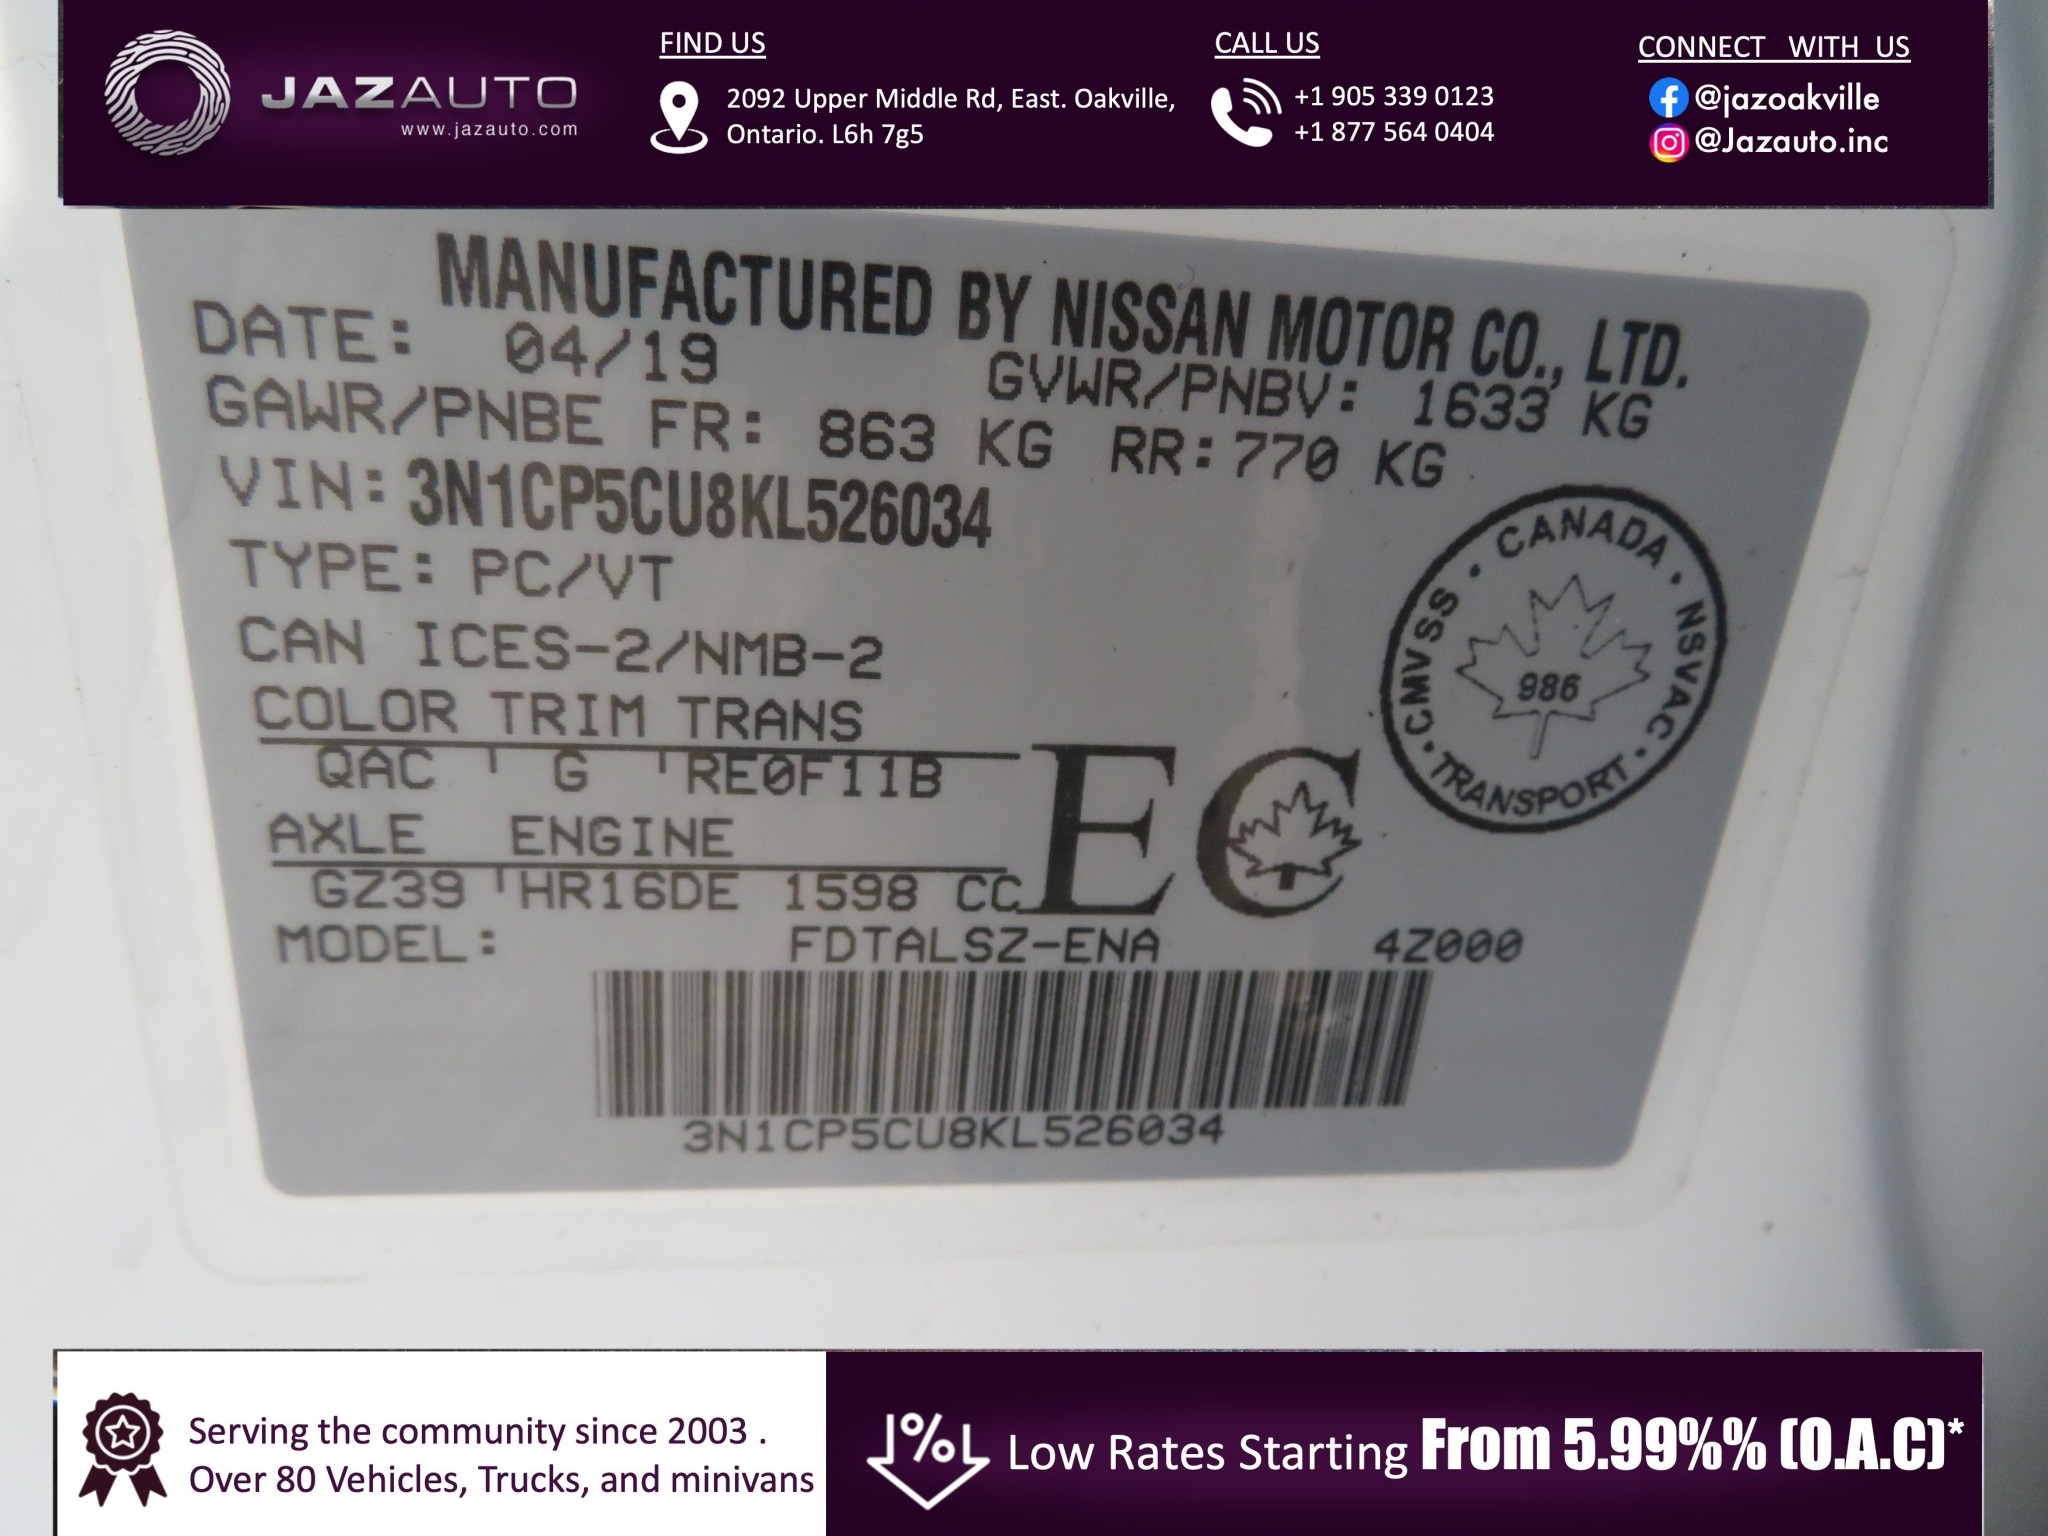 JAZAUTO
www.jazauto.com
FIND US
2092 Upper Middle Rd, East. Oakville,
Ontario. L6h 7g5
CALL US
+1 905 339 0123
+1 877 564 0404
CONNECT WITH US
@jazoakville
@Jazauto.inc
MANUFACTURED BY NISSAN MOTOR CO., LTD.
DATE: 04/19 GVWR/PNBV: 1633 KG
GAWR/PNBE FR: 863 KG RR:770 KG
VIN: 3N1CP5CU8KL526034
TYPE: PC/VT
CAN ICES-2/NMB-2
COLOR TRIM TRANS
QAC G RE0F11B
AXLE ENGINE
GZ39 HR16DE 1598 CC
EC
MODEL: FDTALSZ-ENA 4Z000
3N1CP5CU8KL526034
CANADA · NSVAC · TRANSPORT · CMVSS ·
986
Serving the community since 2003 .
Over 80 Vehicles, Trucks, and minivans
% Low Rates Starting From 5.99%% (O.A.C)*